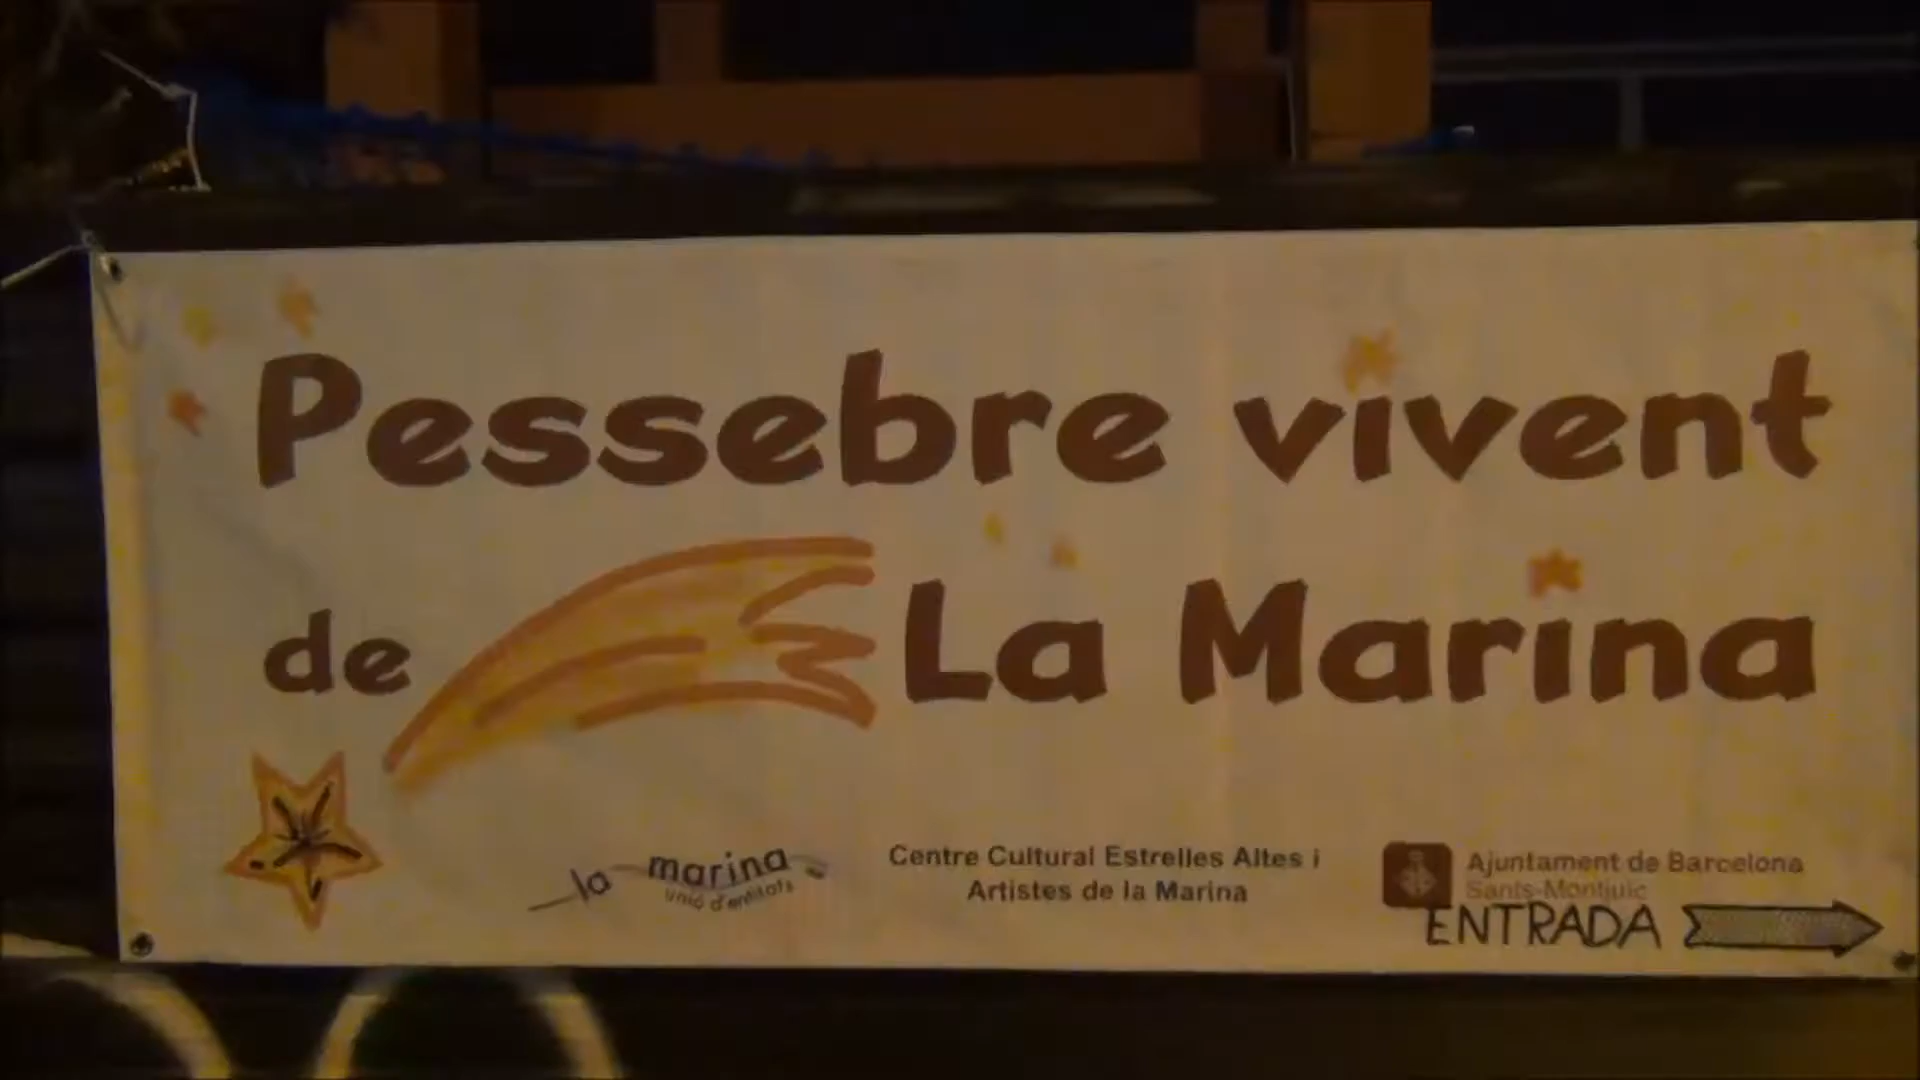 Pessebre vivent
de La Marina
la marina
unió d'entitats
Centre Cultural Estrelles Altes i
Artistes de la Marina
Ajuntament de Barcelona
Sants-Montjuïc
ENTRADA